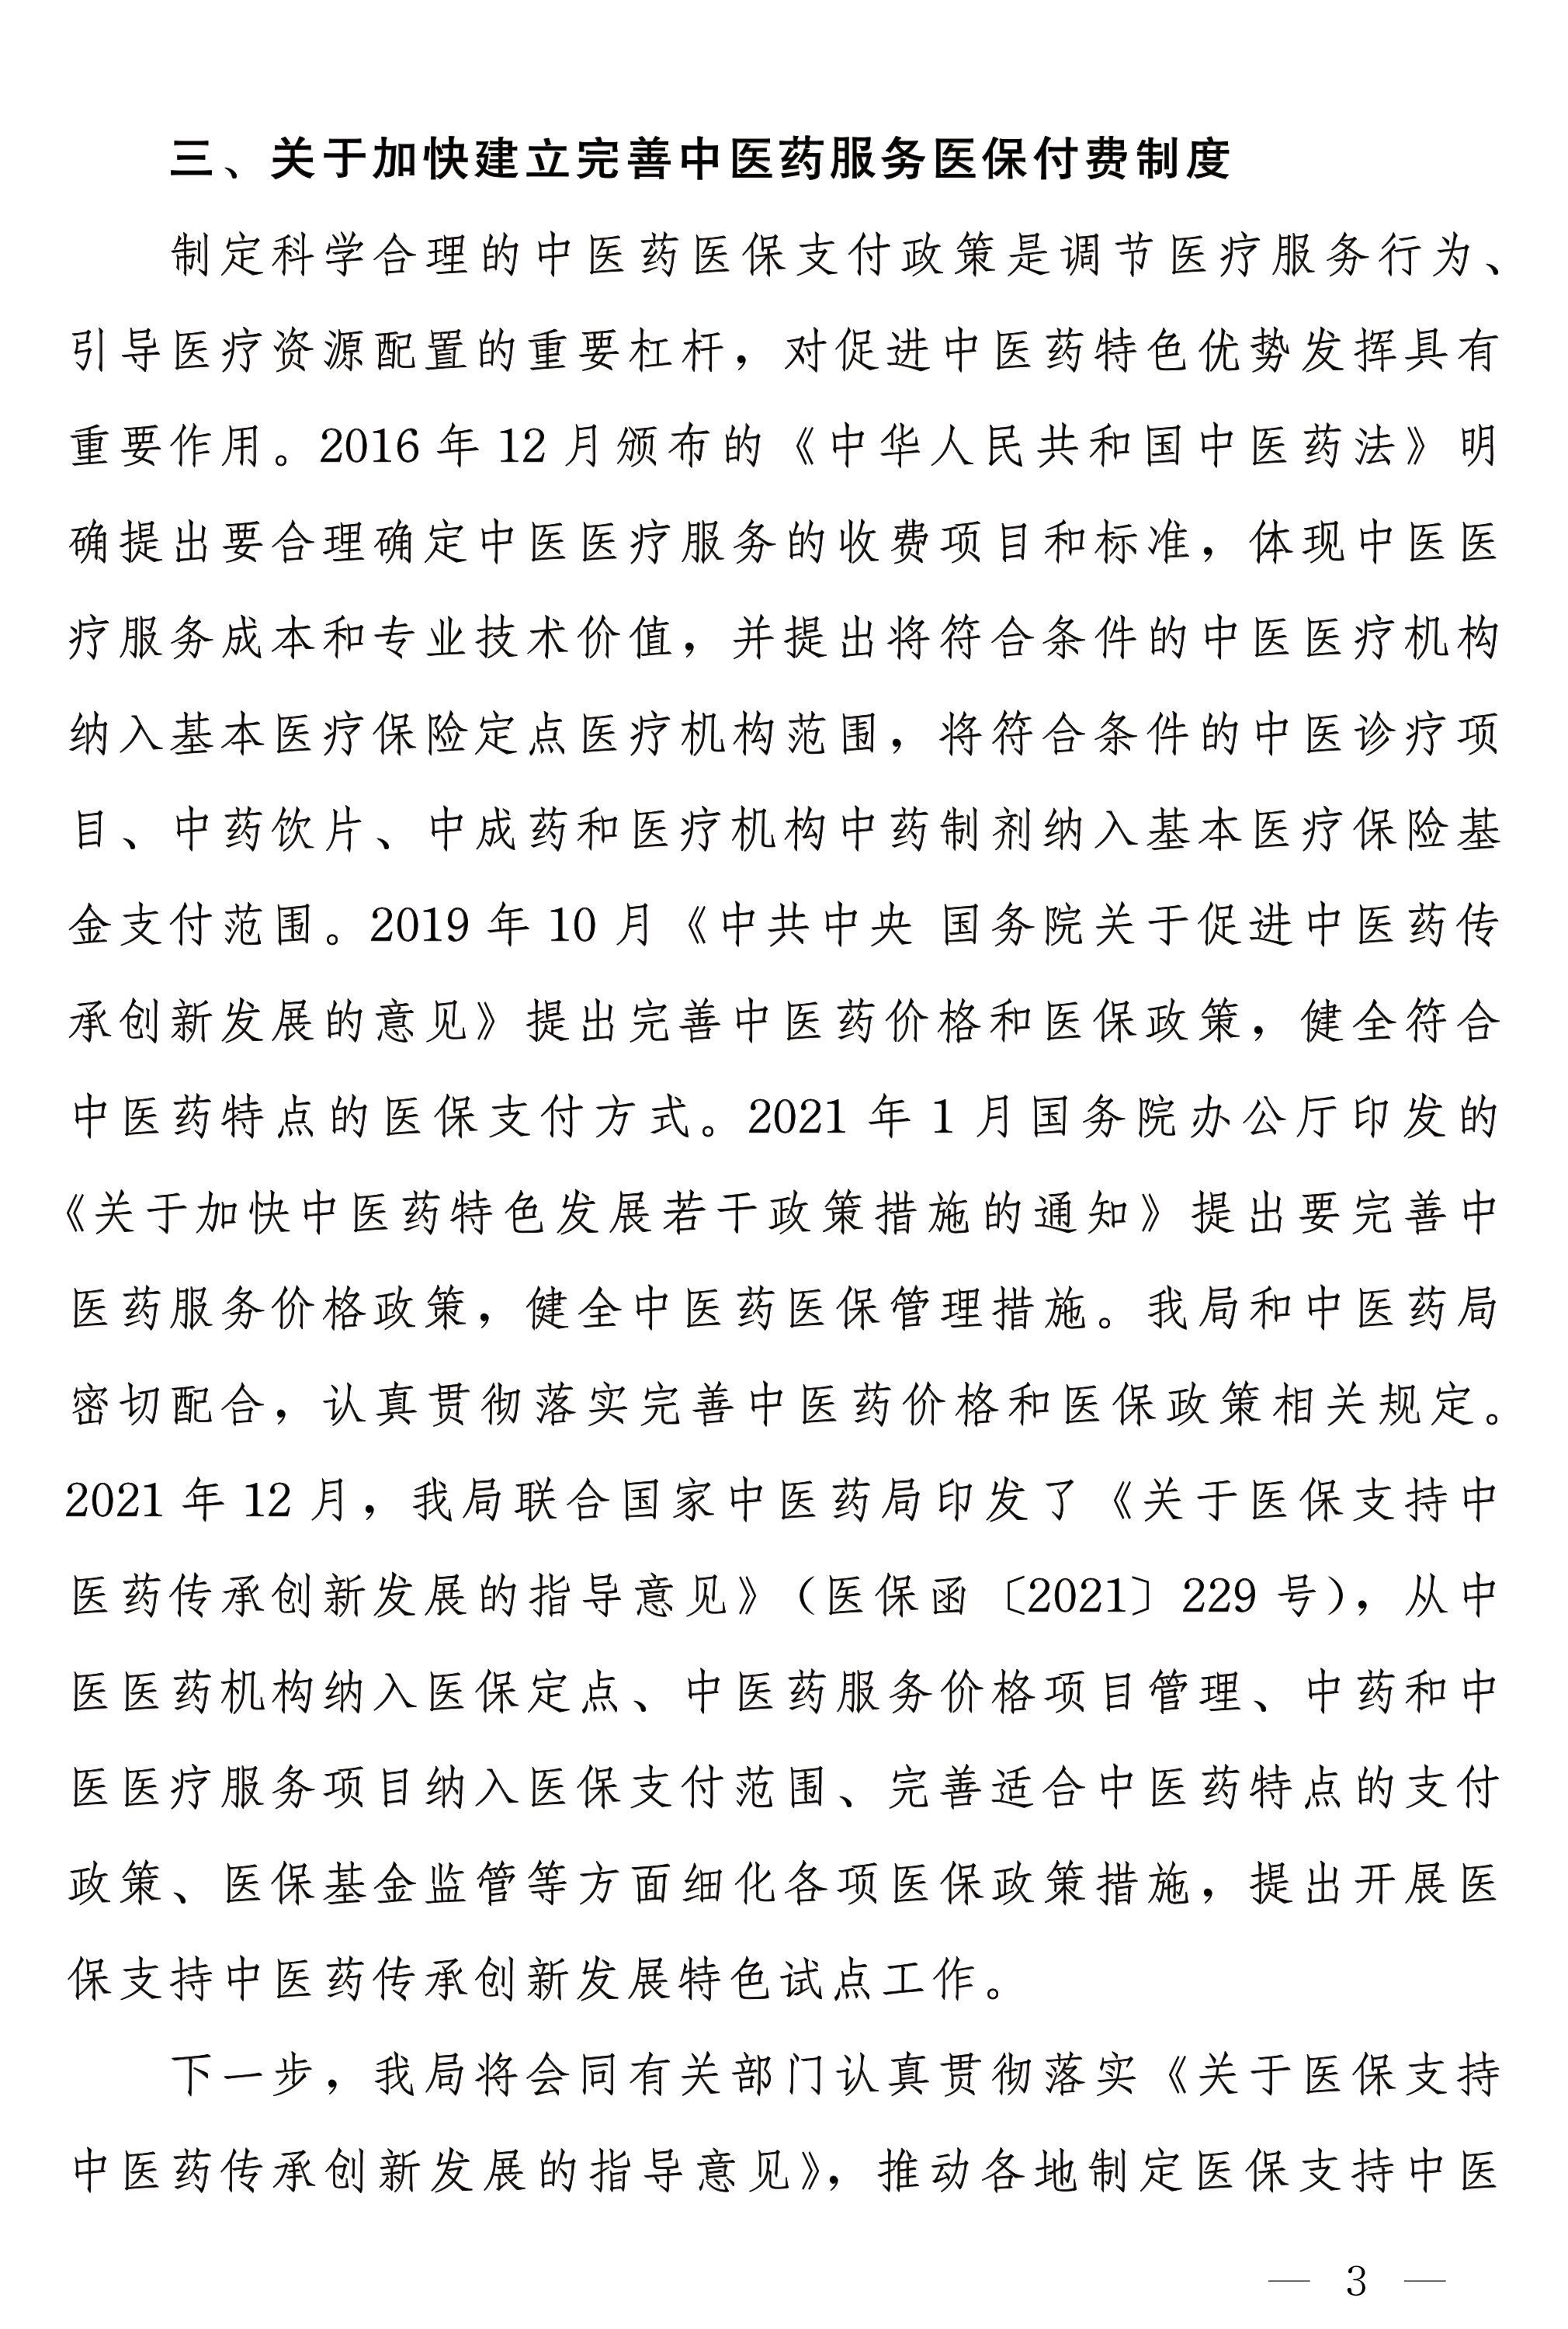 三、关于加快建立完善中医药服务医保付费制度
制定科学合理的中医药医保支付政策是调节医疗服务行为、
引导医疗资源配置的重要杠杆，对促进中医药特色优势发挥具有
重要作用。2016 年 12 月颁布的《中华人民共和国中医药法》明
确提出要合理确定中医医疗服务的收费项目和标准，体现中医医
疗服务成本和专业技术价值，并提出将符合条件的中医医疗机构
纳入基本医疗保险定点医疗机构范围，将符合条件的中医诊疗项
目、中药饮片、中成药和医疗机构中药制剂纳入基本医疗保险基
金支付范围。2019 年 10 月《中共中央 国务院关于促进中医药传
承创新发展的意见》提出完善中医药价格和医保政策，健全符合
中医药特点的医保支付方式。2021 年 1 月国务院办公厅印发的
《关于加快中医药特色发展若干政策措施的通知》提出要完善中
医药服务价格政策，健全中医药医保管理措施。我局和中医药局
密切配合，认真贯彻落实完善中医药价格和医保政策相关规定。
2021 年 12 月，我局联合国家中医药局印发了《关于医保支持中
医药传承创新发展的指导意见》（医保函〔2021〕229 号），从中
医医药机构纳入医保定点、中医药服务价格项目管理、中药和中
医医疗服务项目纳入医保支付范围、完善适合中医药特点的支付
政策、医保基金监管等方面细化各项医保政策措施，提出开展医
保支持中医药传承创新发展特色试点工作。
下一步，我局将会同有关部门认真贯彻落实《关于医保支持
中医药传承创新发展的指导意见》，推动各地制定医保支持中医
— 3 —